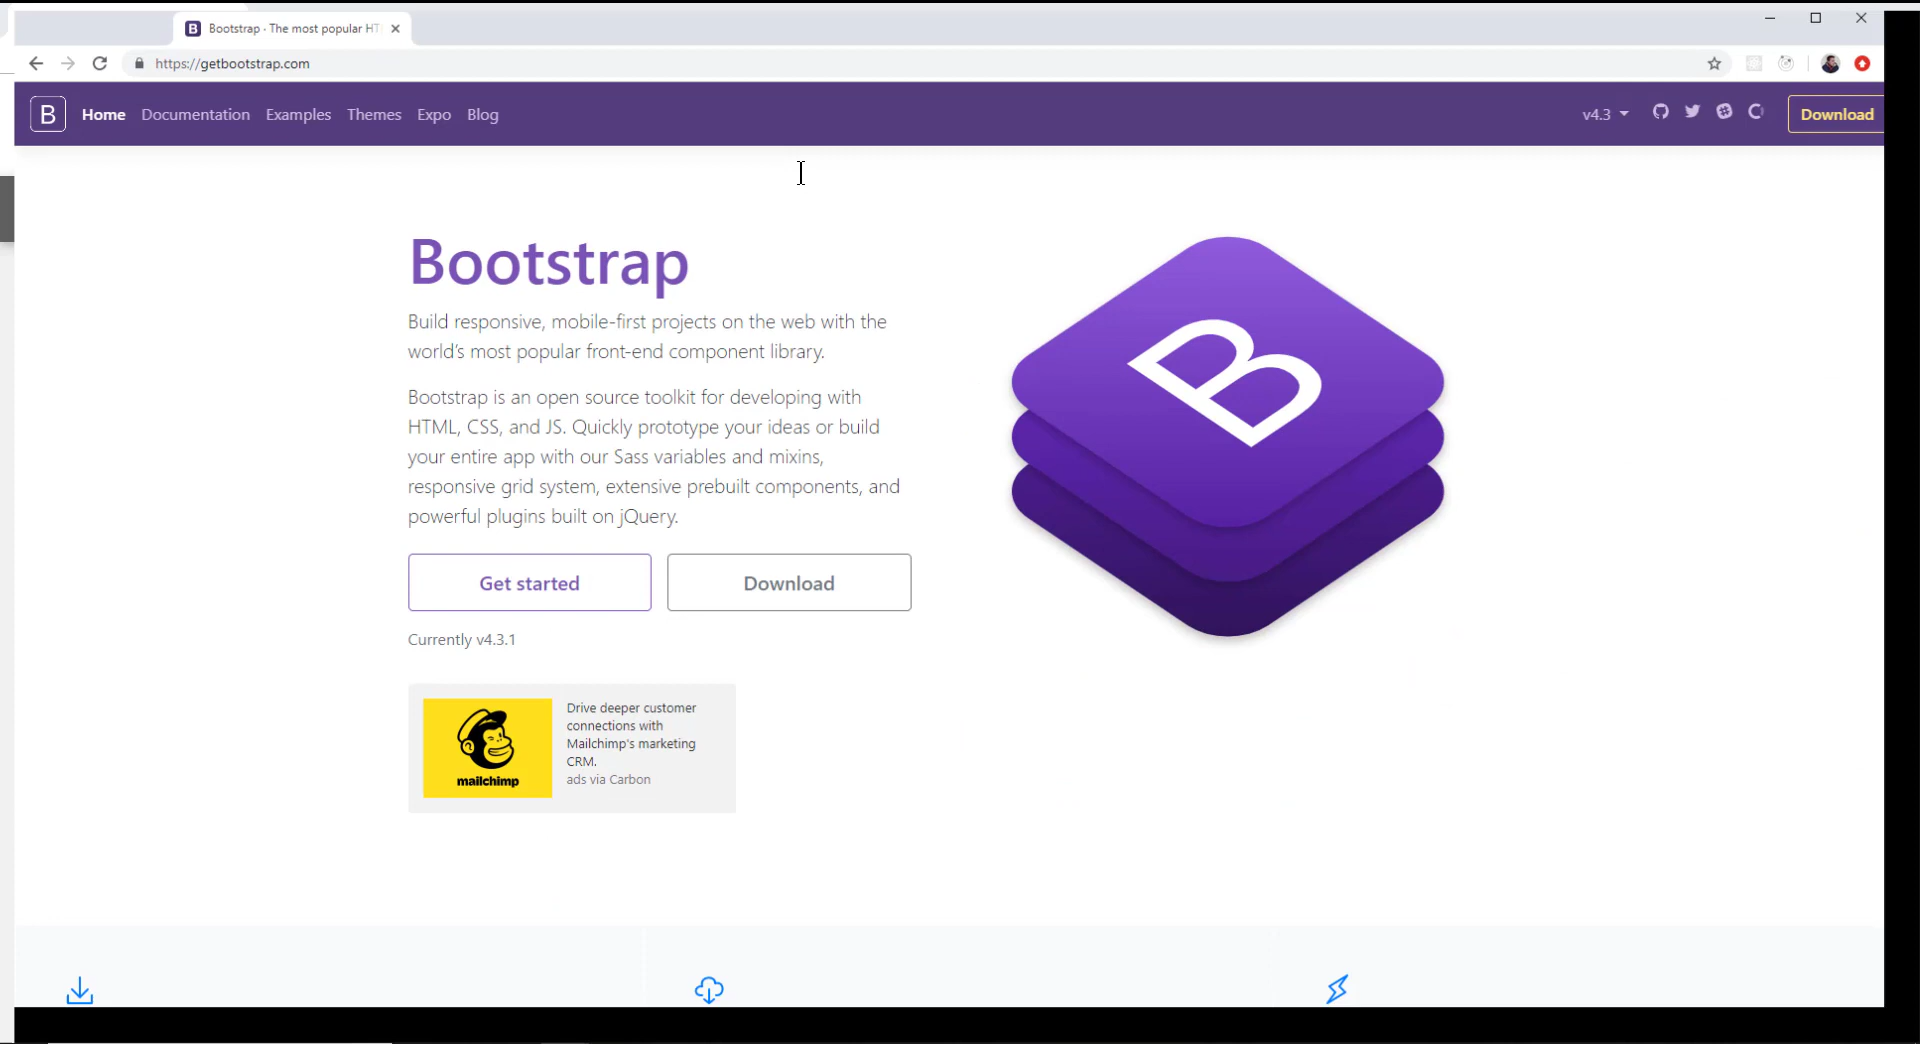 B Bootstrap · The most popular HT
https://getbootstrap.com
B Home Documentation Examples Themes Expo Blog v4.3 Download
Bootstrap
Build responsive, mobile-first projects on the web with the
world’s most popular front-end component library.
Bootstrap is an open source toolkit for developing with
HTML, CSS, and JS. Quickly prototype your ideas or build
your entire app with our Sass variables and mixins,
responsive grid system, extensive prebuilt components, and
powerful plugins built on jQuery.
Get started Download
Currently v4.3.1
B
Drive deeper customer
connections with
Mailchimp's marketing
CRM.
ads via Carbon
mailchimp